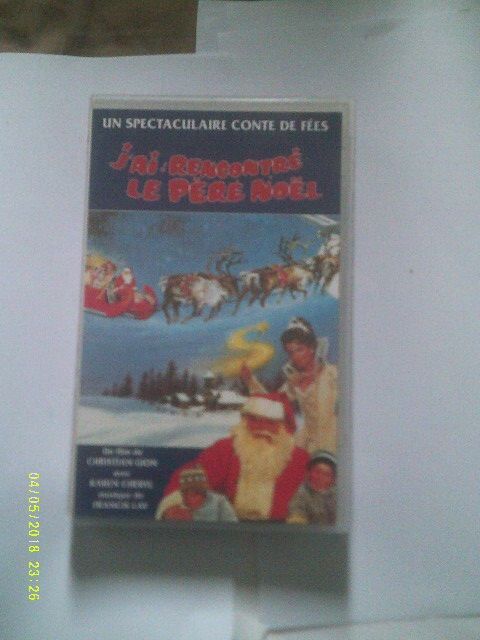 UN SPECTACULAIRE CONTE DE FÉES
J'AI RENCONTRÉ
LE PÈRE NOËL
Un film de
CHRISTIAN GION
avec
KAREN CHERYL
musique de
FRANCIS LAI
04/05/2018 23:26